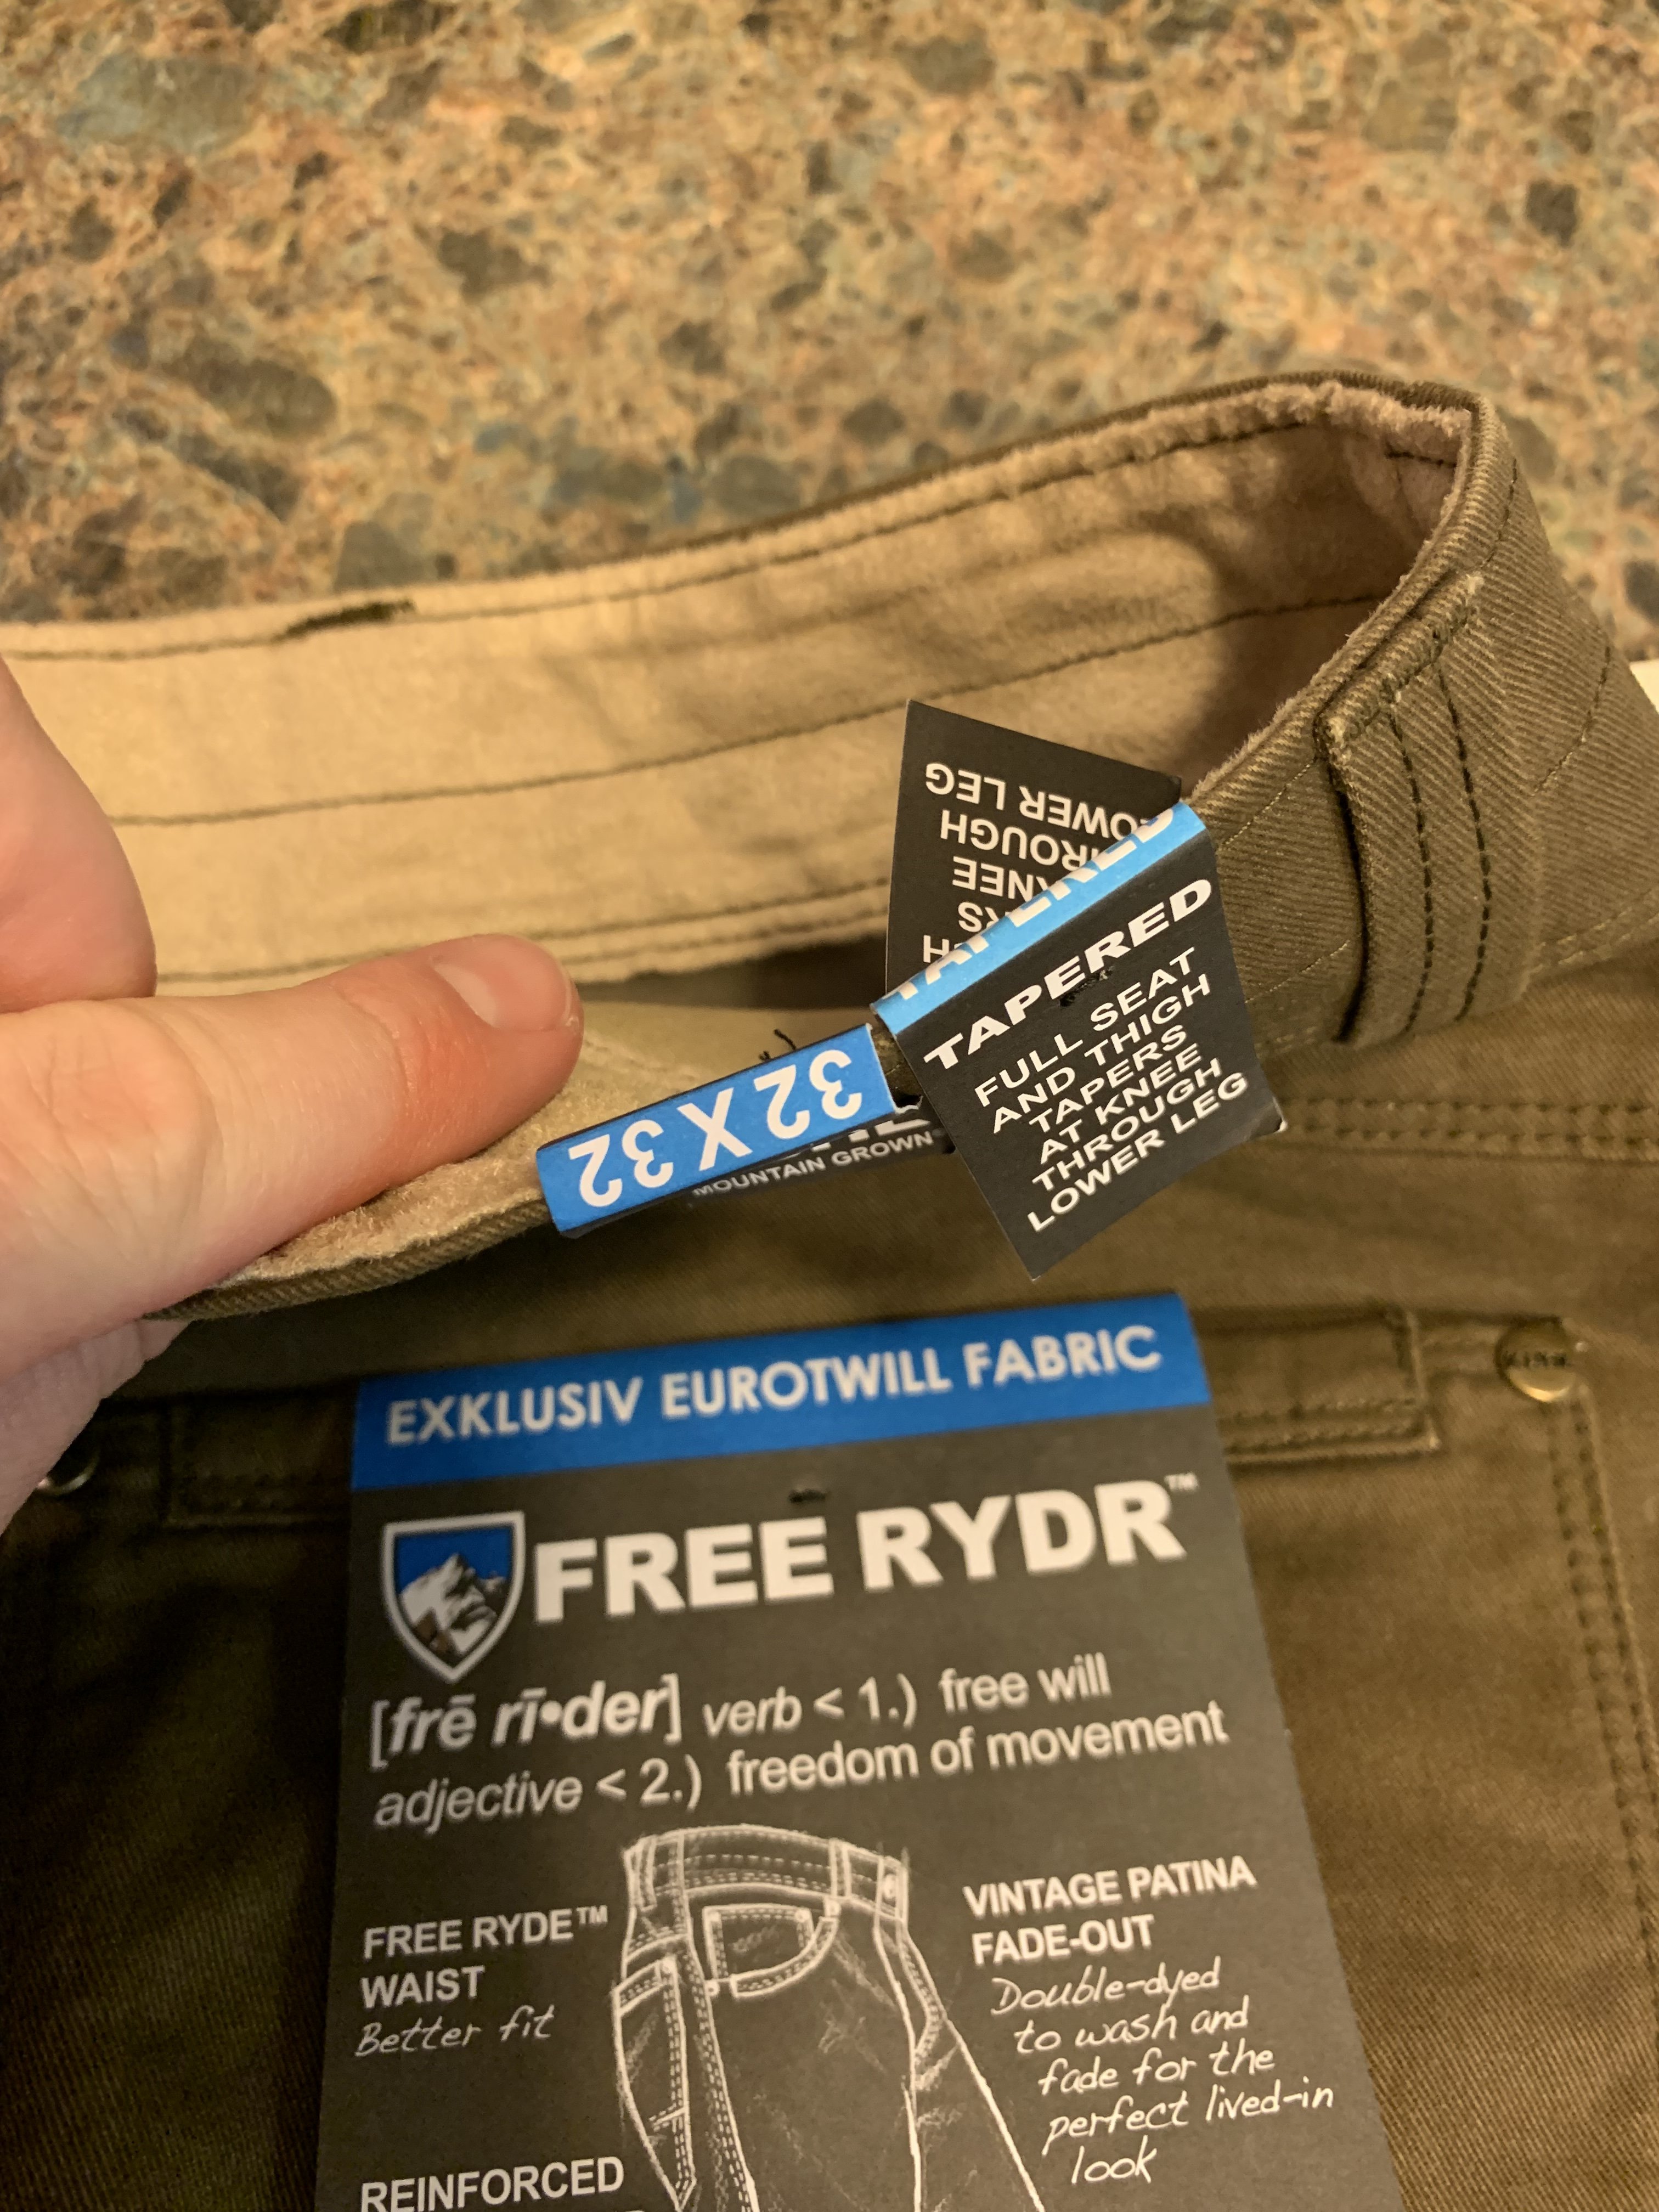 LOWER LEG
THROUGH
KNEE
TAPERED
TAPERED
FULL SEAT
AND THIGH
TAPERS
AT KNEE
THROUGH
LOWER LEG
32 X 32
MOUNTAIN GROWN
EXKLUSIV EUROTWILL FABRIC
FREE RYDR™
[frē rī•der] verb < 1.) free will
adjective < 2.) freedom of movement
FREE RYDE™
WAIST
Better fit
VINTAGE PATINA
FADE-OUT
Double-dyed
to wash and
fade for the
perfect lived-in
look
REINFORCED